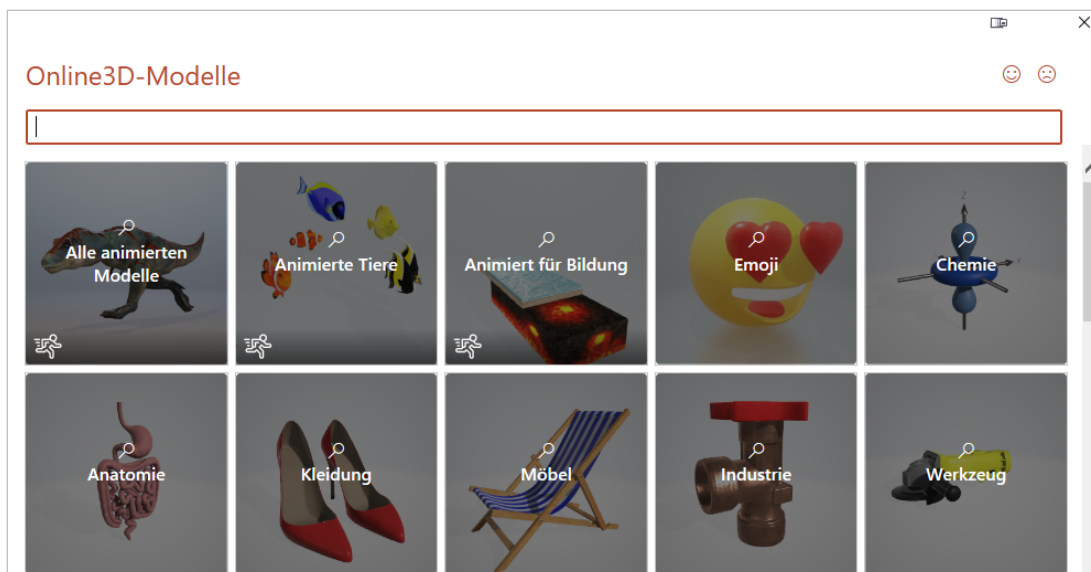 Online3D-Modelle
Alle animierten
Modelle
Animierte Tiere
Animiert für Bildung
Emoji
Chemie
Anatomie
Kleidung
Möbel
Industrie
Werkzeug